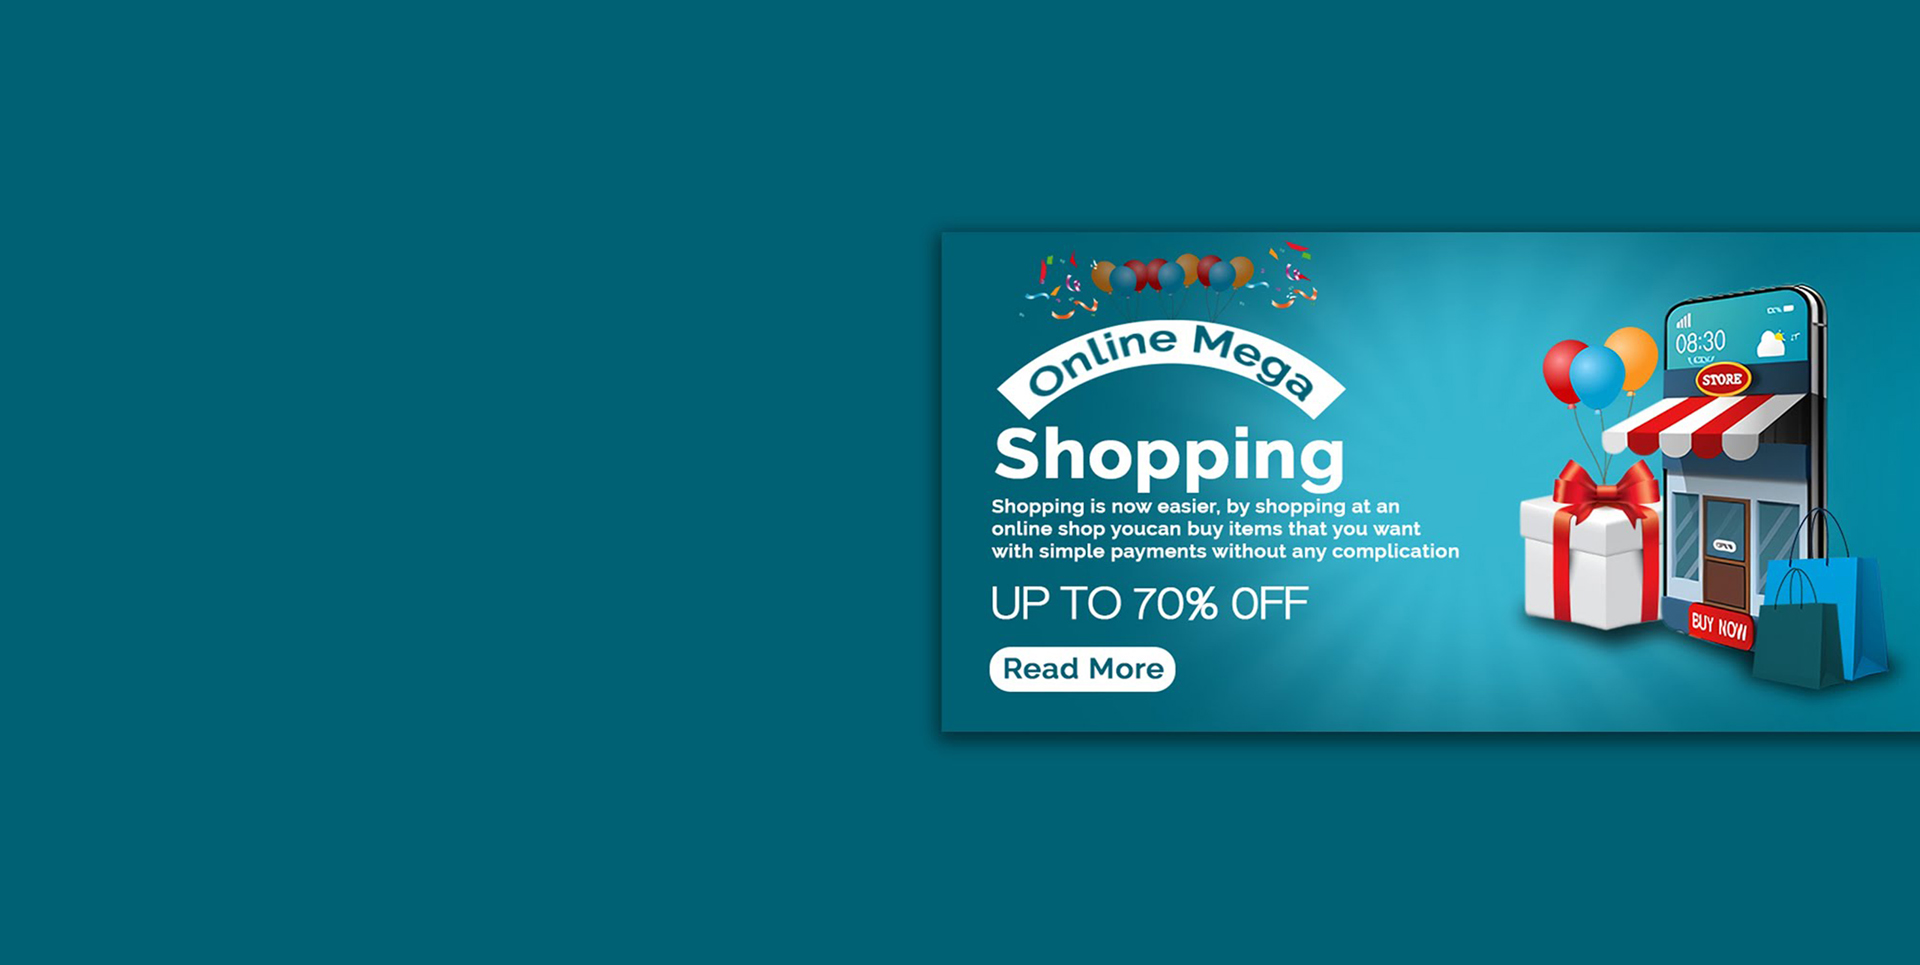 Online Mega
Shopping
Shopping is now easier, by shopping at an
online shop youcan buy items that you want
with simple payments without any complication
UP TO 70% OFF
Read More
08:30
STORE
BUY NOW